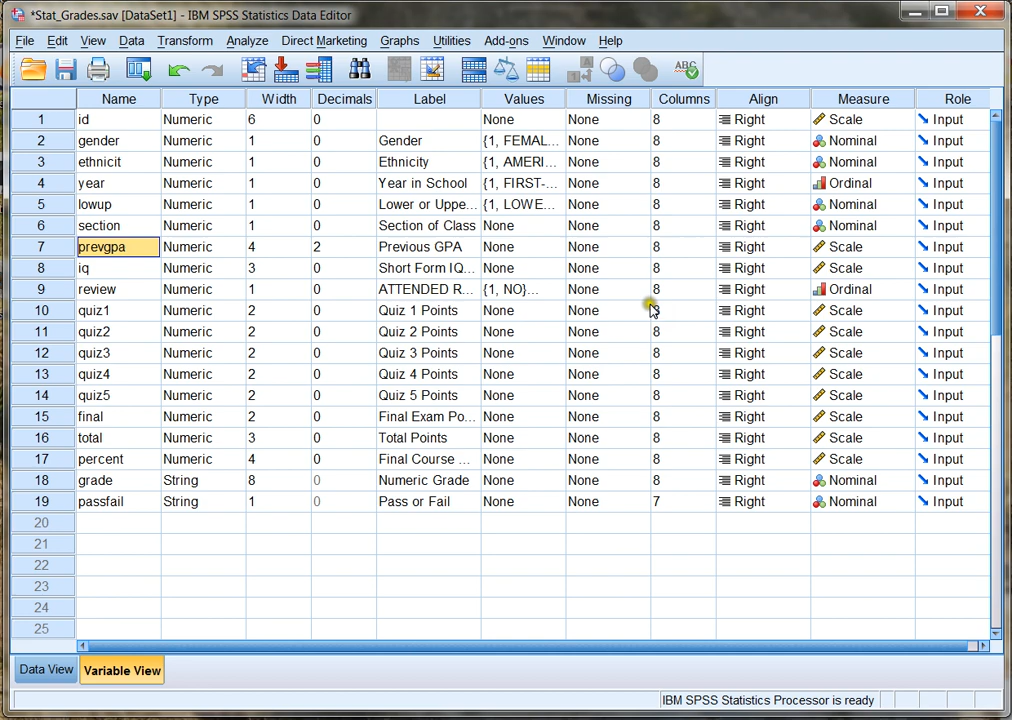 *Stat_Grades.sav [DataSet1] - IBM SPSS Statistics Data Editor
File Edit View Data Transform Analyze Direct Marketing Graphs Utilities Add-ons Window Help
ABC
Name Type Width Decimals Label Values Missing Columns Align Measure Role
1 id Numeric 6 0 None None 8 Right Scale Input
2 gender Numeric 1 0 Gender {1, FEMAL... None 8 Right Nominal Input
3 ethnicit Numeric 1 0 Ethnicity {1, AMERI... None 8 Right Nominal Input
4 year Numeric 1 0 Year in School {1, FIRST-... None 8 Right Ordinal Input
5 lowup Numeric 1 0 Lower or Uppe... {1, LOWE... None 8 Right Nominal Input
6 section Numeric 1 0 Section of Class None None 8 Right Nominal Input
7 prevgpa Numeric 4 2 Previous GPA None None 8 Right Scale Input
8 iq Numeric 3 0 Short Form IQ... None None 8 Right Scale Input
9 review Numeric 1 0 ATTENDED R... {1, NO}... None 8 Right Ordinal Input
10 quiz1 Numeric 2 0 Quiz 1 Points None None 8 Right Scale Input
11 quiz2 Numeric 2 0 Quiz 2 Points None None 8 Right Scale Input
12 quiz3 Numeric 2 0 Quiz 3 Points None None 8 Right Scale Input
13 quiz4 Numeric 2 0 Quiz 4 Points None None 8 Right Scale Input
14 quiz5 Numeric 2 0 Quiz 5 Points None None 8 Right Scale Input
15 final Numeric 2 0 Final Exam Po... None None 8 Right Scale Input
16 total Numeric 3 0 Total Points None None 8 Right Scale Input
17 percent Numeric 4 0 Final Course ... None None 8 Right Scale Input
18 grade String 8 0 Numeric Grade None None 8 Right Nominal Input
19 passfail String 1 0 Pass or Fail None None 7 Right Nominal Input
20
21
22
23
24
25
Data View Variable View
IBM SPSS Statistics Processor is ready